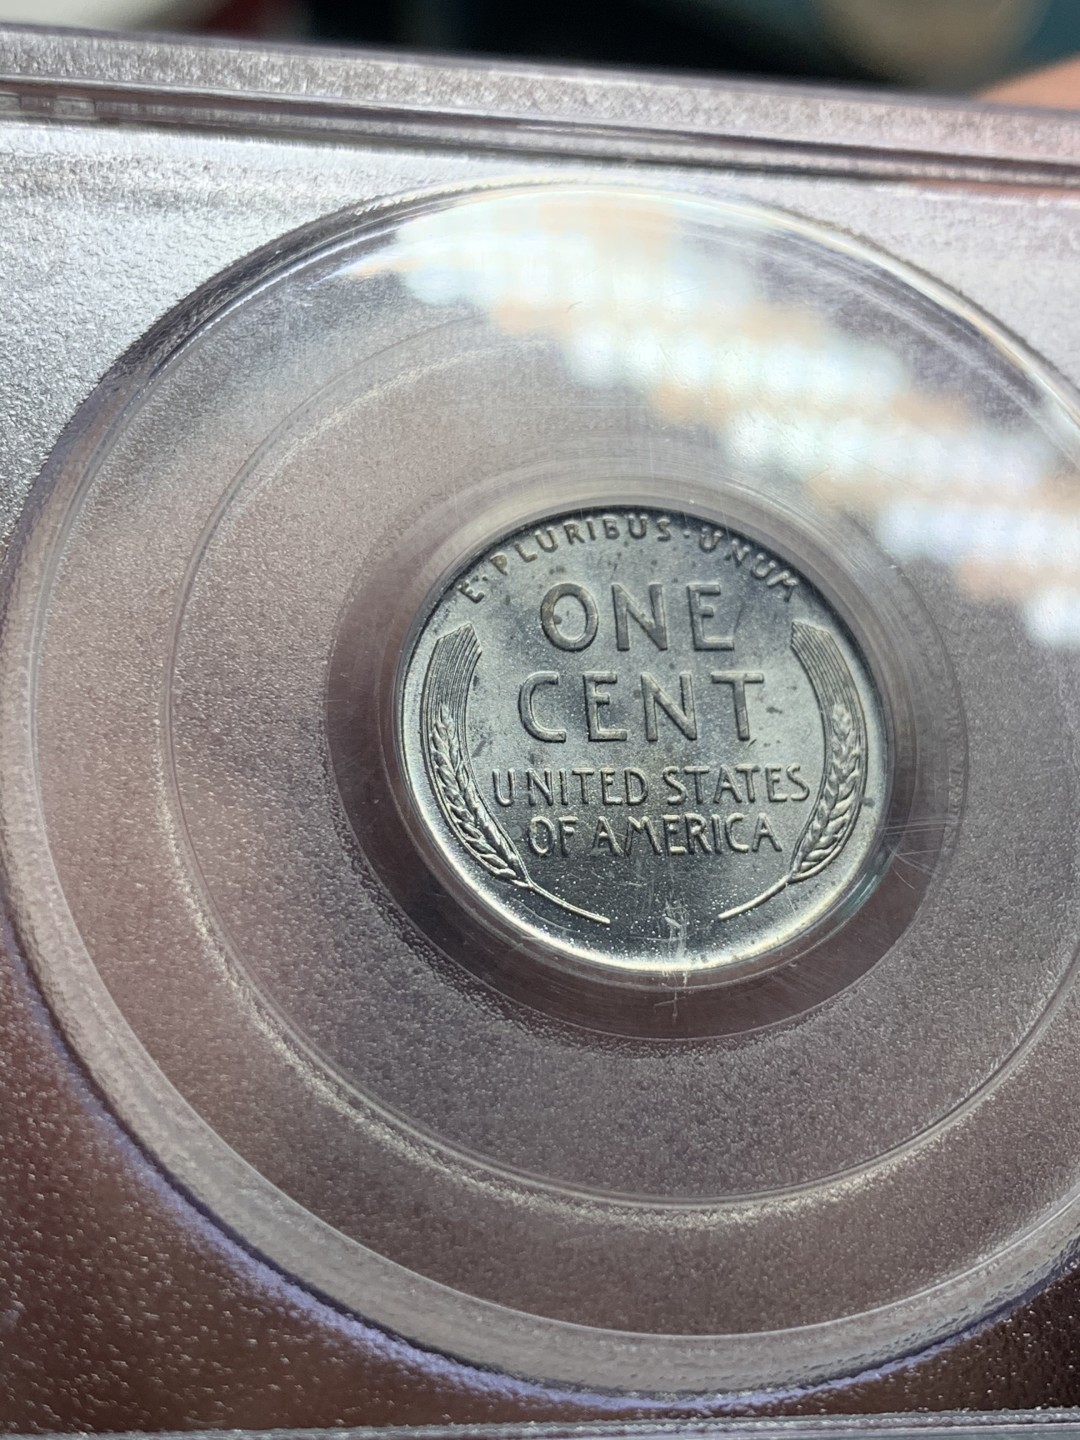 E·PLURIBUS·UNUM
ONE
CENT
UNITED STATES
OF AMERICA